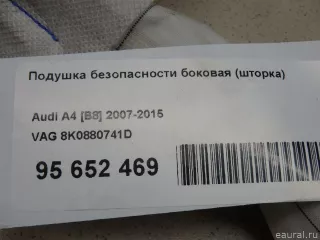 Подушка безопасности боковая (шторка)
Audi A4 [B8] 2007-2015
VAG 8K0880741D
95 652 469
eaural.ru